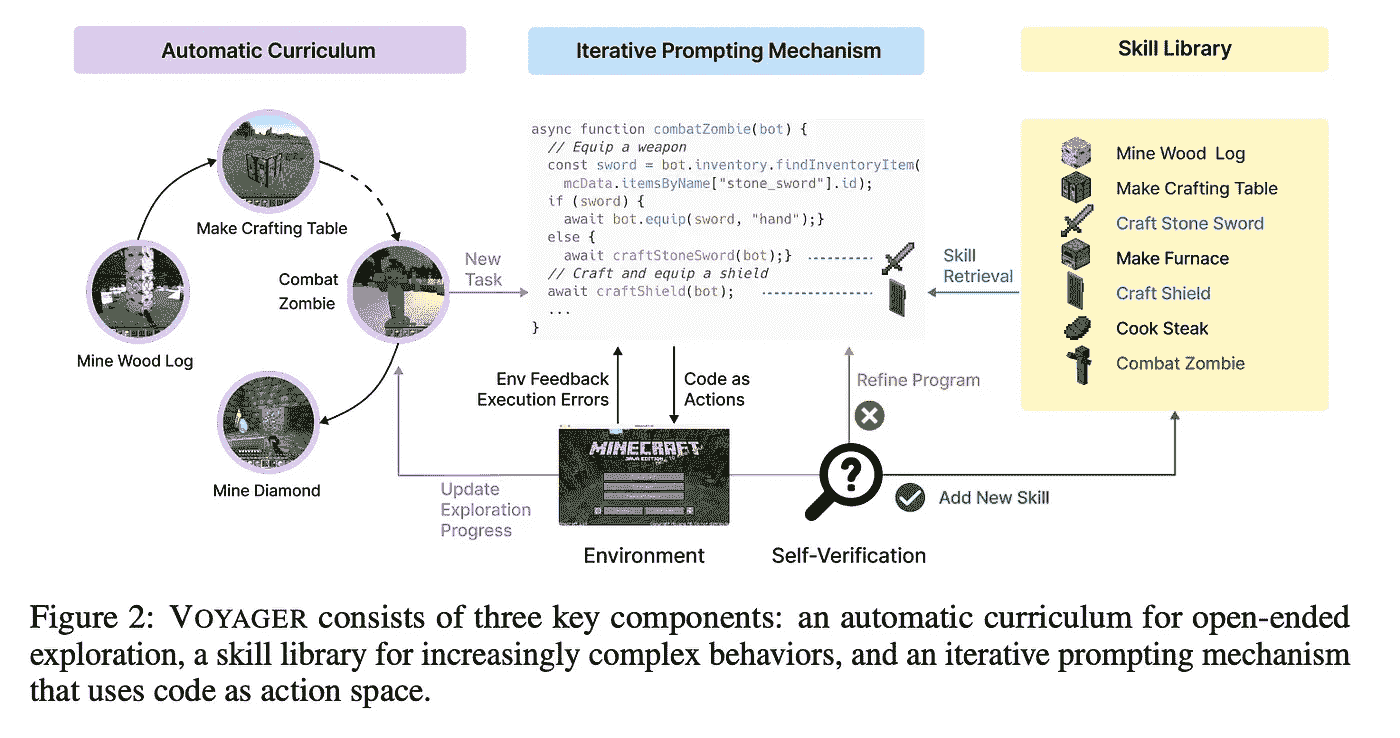 Automatic Curriculum
Iterative Prompting Mechanism
Skill Library
Make Crafting Table
Combat
Zombie
Mine Wood Log
Mine Diamond
New
Task
async function combatZombie(bot) {
// Equip a weapon
const sword = bot.inventory.findInventoryItem(
mcData.itemsByName["stone_sword"].id);
if (sword) {
await bot.equip(sword, "hand");}
else {
await craftStoneSword(bot);}
// Craft and equip a shield
await craftShield(bot);
...
}
Skill
Retrieval
Mine Wood Log
Make Crafting Table
Craft Stone Sword
Make Furnace
Craft Shield
Cook Steak
Combat Zombie
Env Feedback
Execution Errors
Code as
Actions
Refine Program
Update
Exploration
Progress
MINECRAFT
JAVA EDITION
?
Add New Skill
Environment
Self-Verification
Figure 2: VOYAGER consists of three key components: an automatic curriculum for open-ended
exploration, a skill library for increasingly complex behaviors, and an iterative prompting mechanism
that uses code as action space.